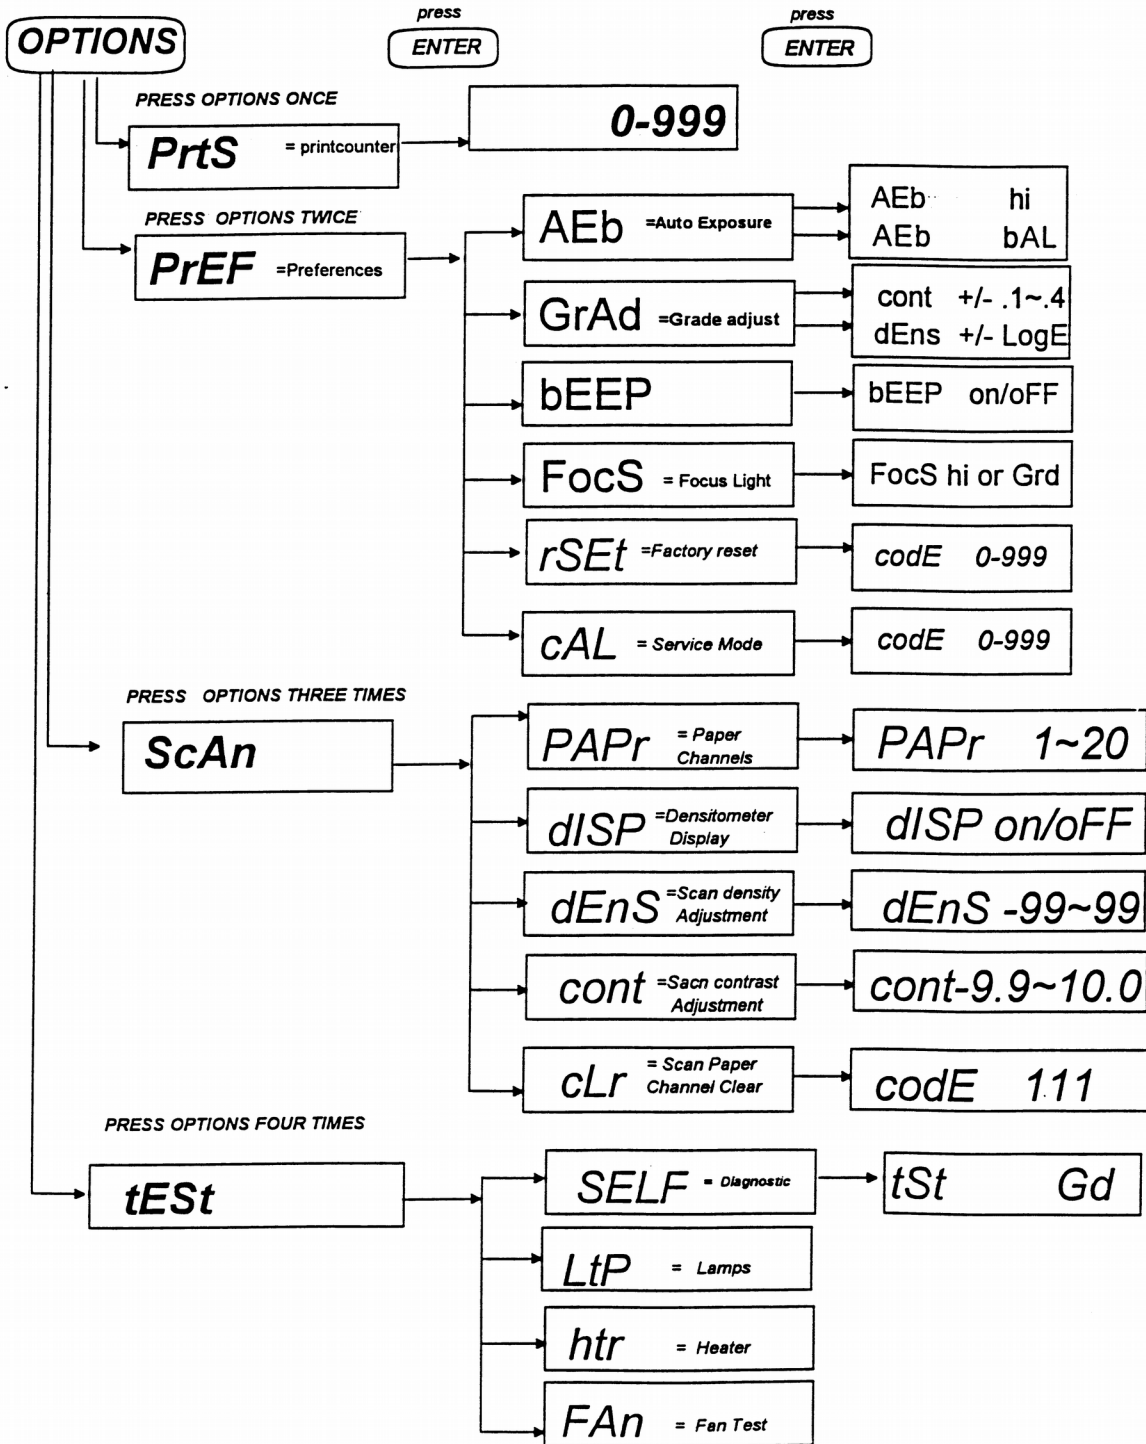 press
press
OPTIONS
ENTER
ENTER
PRESS OPTIONS ONCE
PrtS = printcounter
0-999
PRESS OPTIONS TWICE
PrEF =Preferences
AEb =Auto Exposure
AEb hi
AEb bAL
GrAd =Grade adjust
cont +/- .1~.4
dEns +/- LogE
bEEP
bEEP on/oFF
FocS = Focus Light
FocS hi or Grd
rSEt =Factory reset
codE 0-999
cAL = Service Mode
codE 0-999
PRESS OPTIONS THREE TIMES
ScAn
PAPr = Paper
Channels
PAPr 1~20
dISP =Densitometer
Display
dISP on/oFF
dEnS =Scan density
Adjustment
dEnS -99~99
cont =Sacn contrast
Adjustment
cont-9.9~10.0
cLr = Scan Paper
Channel Clear
codE 111
PRESS OPTIONS FOUR TIMES
tESt
SELF = Diagnostic
tSt Gd
LtP = Lamps
htr = Heater
FAn = Fan Test